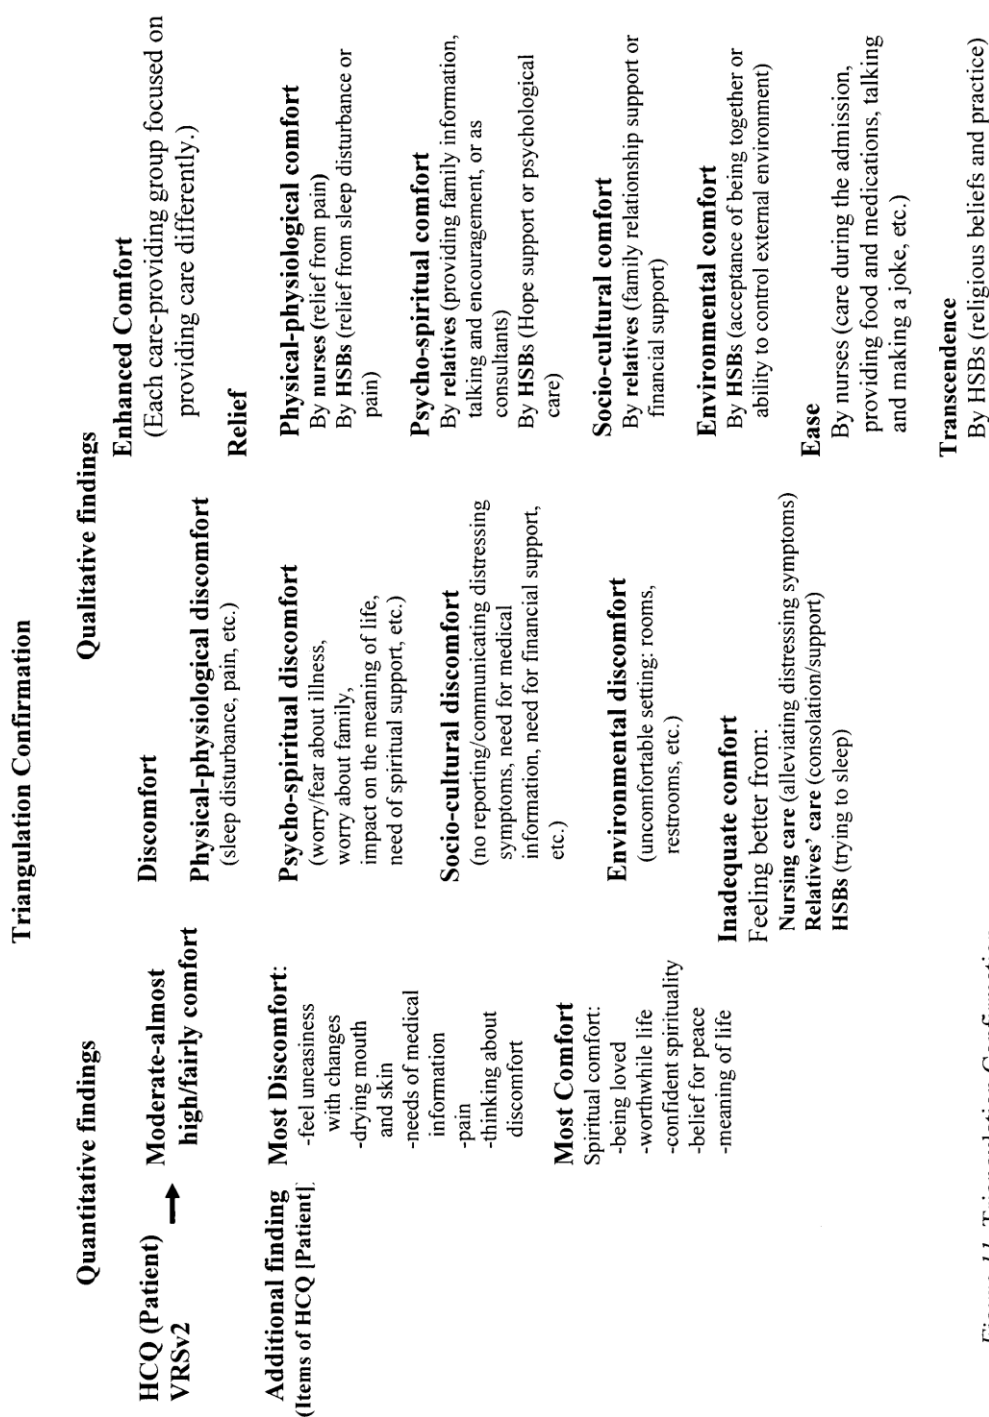 Triangulation Confirmation
Quantitative findings
HCQ (Patient)
VRSv2
→
Moderate-almost
high/fairly comfort
Additional finding
(Items of HCQ [Patient]
Most Discomfort:
-feel uneasiness
with changes
-drying mouth
and skin
-needs of medical
information
-pain
-thinking about
discomfort
Most Comfort
Spiritual comfort:
-being loved
-worthwhile life
-confident spirituality
-belief for peace
-meaning of life
Qualitative findings
Discomfort
Physical-physiological discomfort
(sleep disturbance, pain, etc.)
Psycho-spiritual discomfort
(worry/fear about illness,
worry about family,
impact on the meaning of life,
need of spiritual support, etc.)
Socio-cultural discomfort
(no reporting/communicating distressing
symptoms, need for medical
information, need for financial support,
etc.)
Environmental discomfort
(uncomfortable setting: rooms,
restrooms, etc.)
Inadequate comfort
Feeling better from:
Nursing care (alleviating distressing symptoms)
Relatives' care (consolation/support)
HSBs (trying to sleep)
Enhanced Comfort
(Each care-providing group focused on
providing care differently.)
Relief
Physical-physiological comfort
By nurses (relief from pain)
By HSBs (relief from sleep disturbance or
pain)
Psycho-spiritual comfort
By relatives (providing family information,
talking and encouragement, or as
consultants)
By HSBs (Hope support or psychological
care)
Socio-cultural comfort
By relatives (family relationship support or
financial support)
Environmental comfort
By HSBs (acceptance of being together or
ability to control external environment)
Ease
By nurses (care during the admission,
providing food and medications, talking
and making a joke, etc.)
Transcendence
By HSBs (religious beliefs and practice)
Figure 11. Triangulation Confirmation